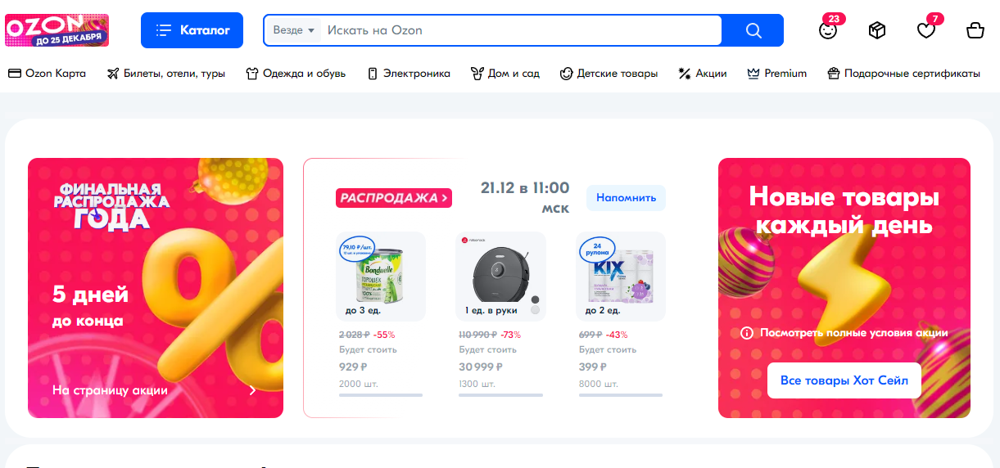 OZON
ДО 25 ДЕКАБРЯ
Каталог
Везде
Искать на Ozon
23
7
Ozon Карта
Билеты, отели, туры
Одежда и обувь
Электроника
Дом и сад
Детские товары
Акции
Premium
Подарочные сертификаты
ФИНАЛЬНАЯ
РАСПРОДАЖА
ГОДА
5 дней
до конца
На страницу акции
РАСПРОДАЖА
21.12 в 11:00
мск
Напомнить
79,10 ₽/шт.
Bonduelle
ГОРОШЕК
до 3 ед.
2 028 ₽ -55%
Будет стоить
929 ₽
2000 шт.
roborock
1 ед. в руки
110 990 ₽ -73%
Будет стоить
30 999 ₽
1300 шт.
24
рулона
KIX
до 2 ед.
699 ₽ -43%
Будет стоить
399 ₽
8000 шт.
Новые товары
каждый день
Посмотреть полные условия акции
Все товары Хот Сейл